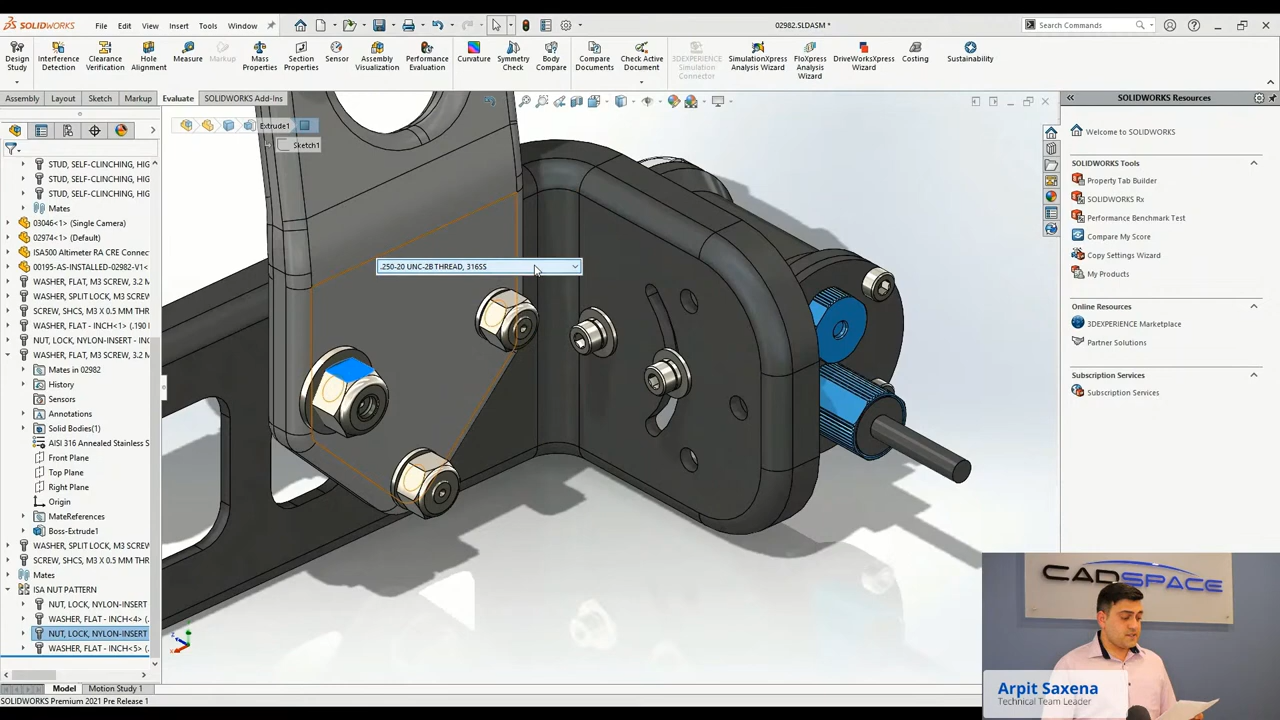 SOLIDWORKS File Edit View Insert Tools Window 02982.SLDASM * Search Commands
Design Study Interference Detection Clearance Verification Hole Alignment Measure Markup Mass Properties Section Properties Sensor Assembly Visualization Performance Evaluation Curvature Symmetry Check Body Compare Compare Documents Check Active Document 3DEXPERIENCE Simulation Connector SimulationXpress Analysis Wizard FloXpress Analysis Wizard DriveWorksXpress Wizard Costing Sustainability
Assembly Layout Sketch Markup Evaluate SOLIDWORKS Add-Ins
Extrude1
Sketch1
STUD, SELF-CLINCHING, HIG
STUD, SELF-CLINCHING, HIG
STUD, SELF-CLINCHING, HIG
Mates
03046<1> (Single Camera)
02974<1> (Default)
ISA500 Altimeter RA CRE Connect
00195-AS-INSTALLED-02982-V1<
WASHER, FLAT, M3 SCREW, 3.2 M
WASHER, SPLIT LOCK, M3 SCREW
SCREW, SHCS, M3 X 0.5 MM THR
WASHER, FLAT - INCH<1> (.190
NUT, LOCK, NYLON-INSERT - INCH
WASHER, FLAT, M3 SCREW, 3.2 M
Mates in 02982
History
Sensors
Annotations
Solid Bodies(1)
AISI 316 Annealed Stainless S
Front Plane
Top Plane
Right Plane
Origin
MateReferences
Boss-Extrude1
WASHER, SPLIT LOCK, M3 SCREW
SCREW, SHCS, M3 X 0.5 MM THR
Mates
ISA NUT PATTERN
NUT, LOCK, NYLON-INSERT
WASHER, FLAT - INCH<4> (.
NUT, LOCK, NYLON-INSERT
WASHER, FLAT - INCH<5> (.
.250-20 UNC-2B THREAD, 316SS
SOLIDWORKS Resources
Welcome to SOLIDWORKS
SOLIDWORKS Tools
Property Tab Builder
SOLIDWORKS Rx
Performance Benchmark Test
Compare My Score
Copy Settings Wizard
My Products
Online Resources
3DEXPERIENCE Marketplace
Partner Solutions
Subscription Services
Subscription Services
CADSPACE
Arpit Saxena
Technical Team Leader
Model Motion Study 1
SOLIDWORKS Premium 2021 Pre Release 1